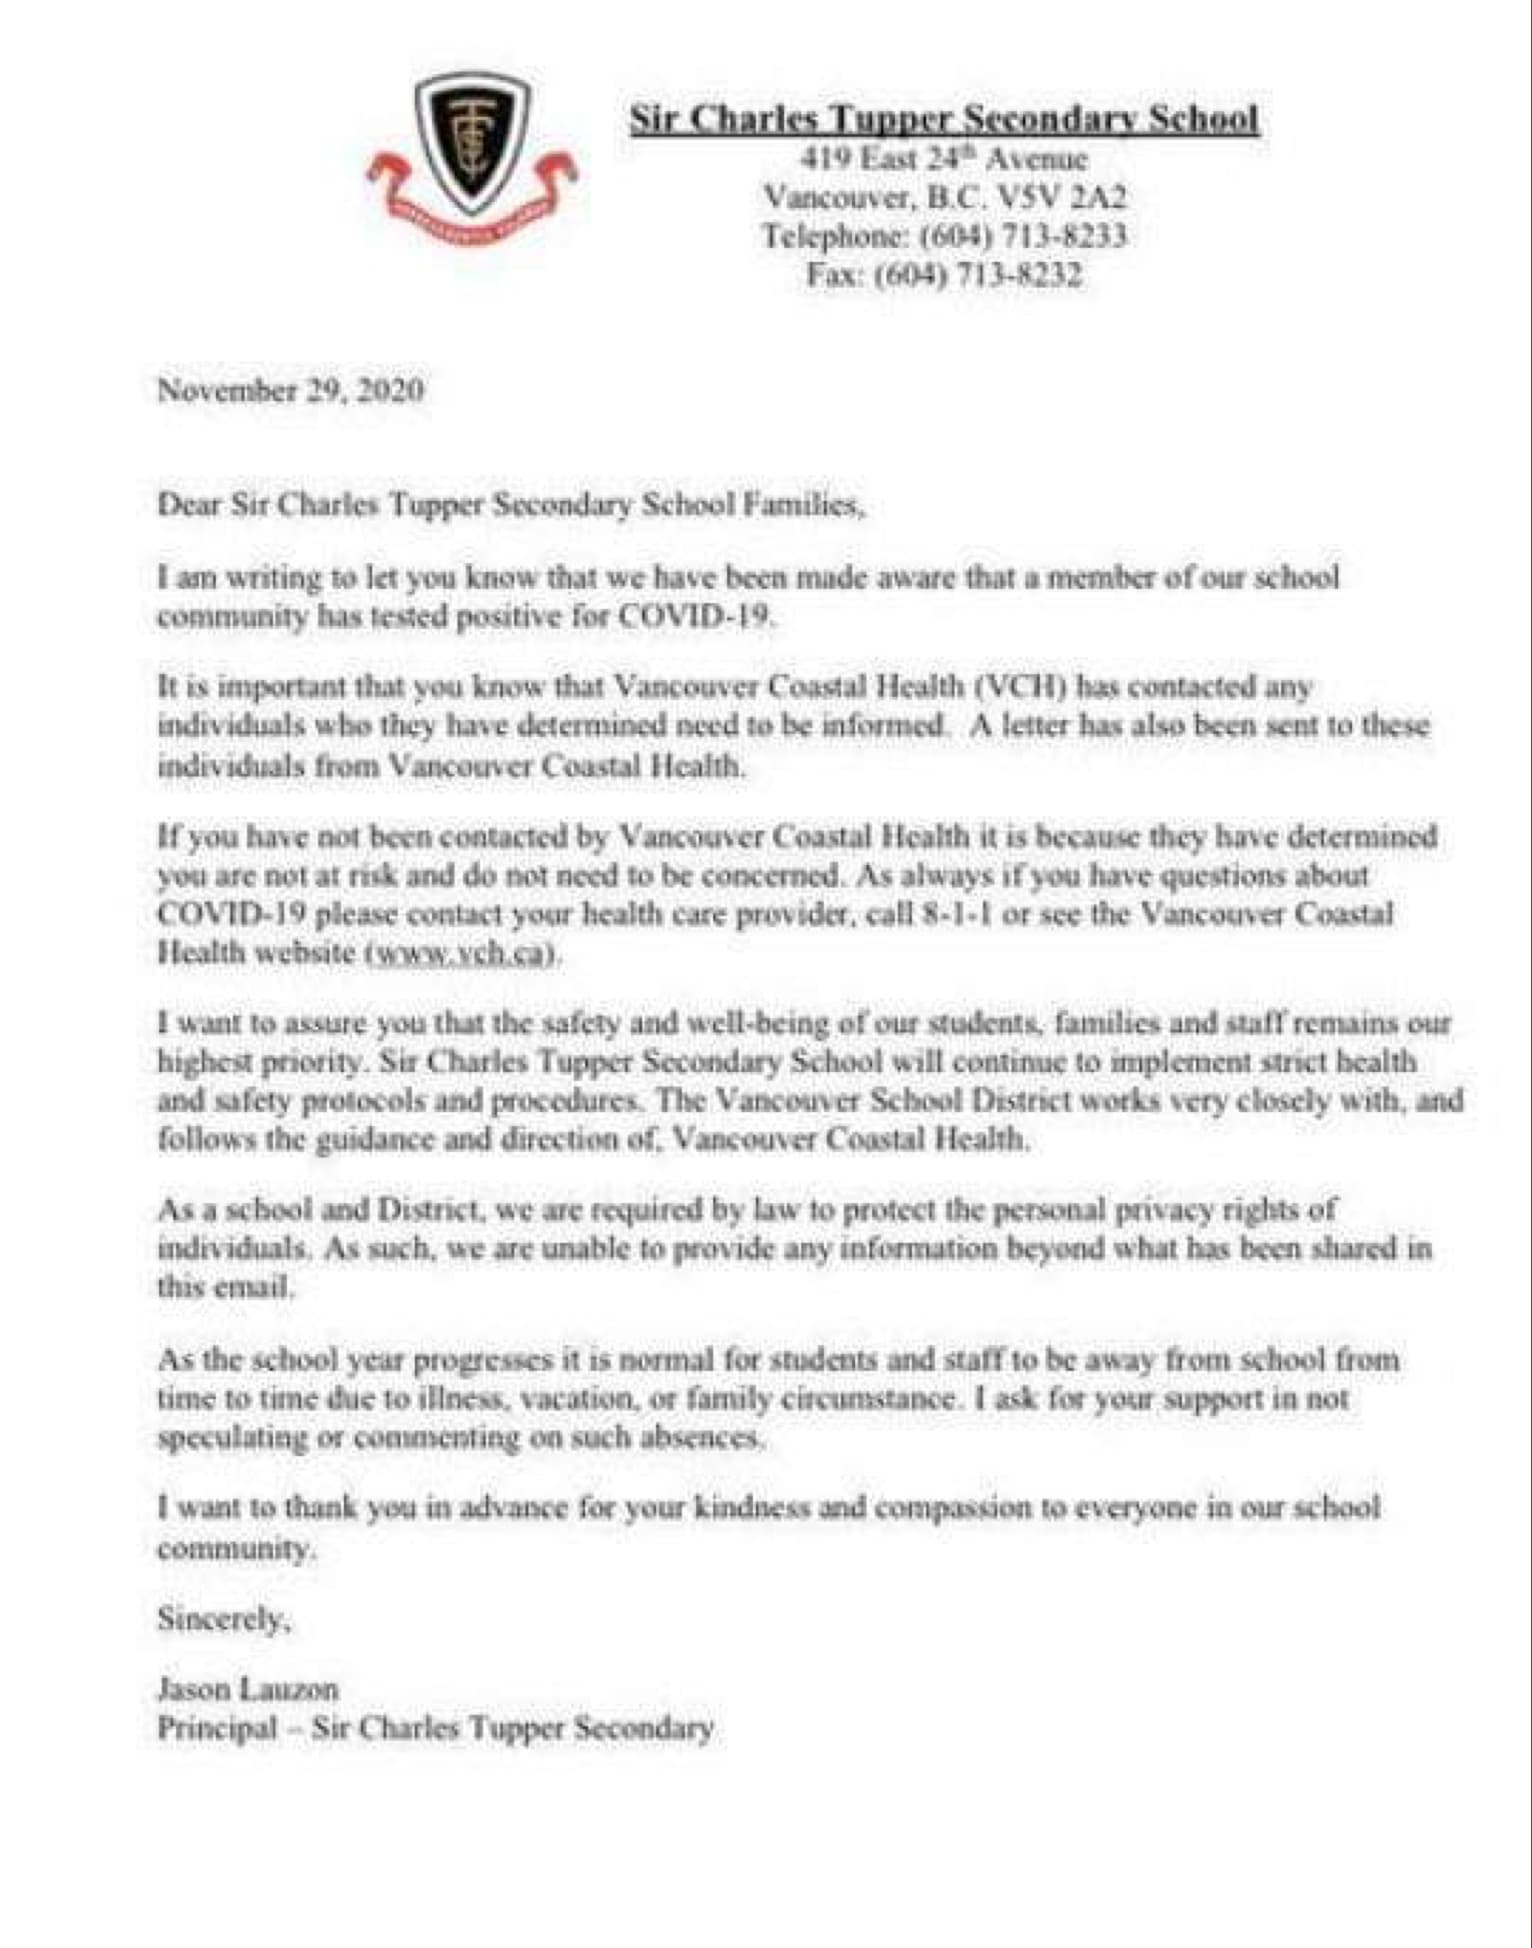 Sir Charles Tupper Secondary School
419 East 24th Avenue
Vancouver, B.C. V5V 2A2
Telephone: (604) 713-8233
Fax: (604) 713-8232
November 29, 2020
Dear Sir Charles Tupper Secondary School Families,
I am writing to let you know that we have been made aware that a member of our school
community has tested positive for COVID-19.
It is important that you know that Vancouver Coastal Health (VCH) has contacted any
individuals who they have determined need to be informed. A letter has also been sent to these
individuals from Vancouver Coastal Health.
If you have not been contacted by Vancouver Coastal Health it is because they have determined
you are not at risk and do not need to be concerned. As always if you have questions about
COVID-19 please contact your health care provider, call 8-1-1 or see the Vancouver Coastal
Health website (www.vch.ca).
I want to assure you that the safety and well-being of our students, families and staff remains our
highest priority. Sir Charles Tupper Secondary School will continue to implement strict health
and safety protocols and procedures. The Vancouver School District works very closely with, and
follows the guidance and direction of, Vancouver Coastal Health.
As a school and District, we are required by law to protect the personal privacy rights of
individuals. As such, we are unable to provide any information beyond what has been shared in
this email.
As the school year progresses it is normal for students and staff to be away from school from
time to time due to illness, vacation, or family circumstance. I ask for your support in not
speculating or commenting on such absences.
I want to thank you in advance for your kindness and compassion to everyone in our school
community.
Sincerely,
Jason Lauzon
Principal – Sir Charles Tupper Secondary